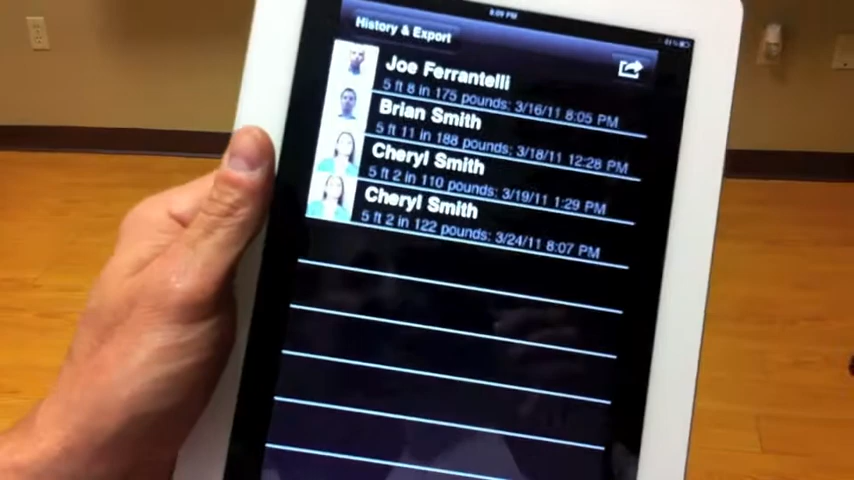 8:09 PM
History & Export
Joe Ferrantelli
5 ft 8 in 175 pounds: 3/16/11 8:05 PM
Brian Smith
5 ft 11 in 188 pounds: 3/18/11 12:28 PM
Cheryl Smith
5 ft 2 in 110 pounds: 3/19/11 1:29 PM
Cheryl Smith
5 ft 2 in 122 pounds: 3/24/11 8:07 PM